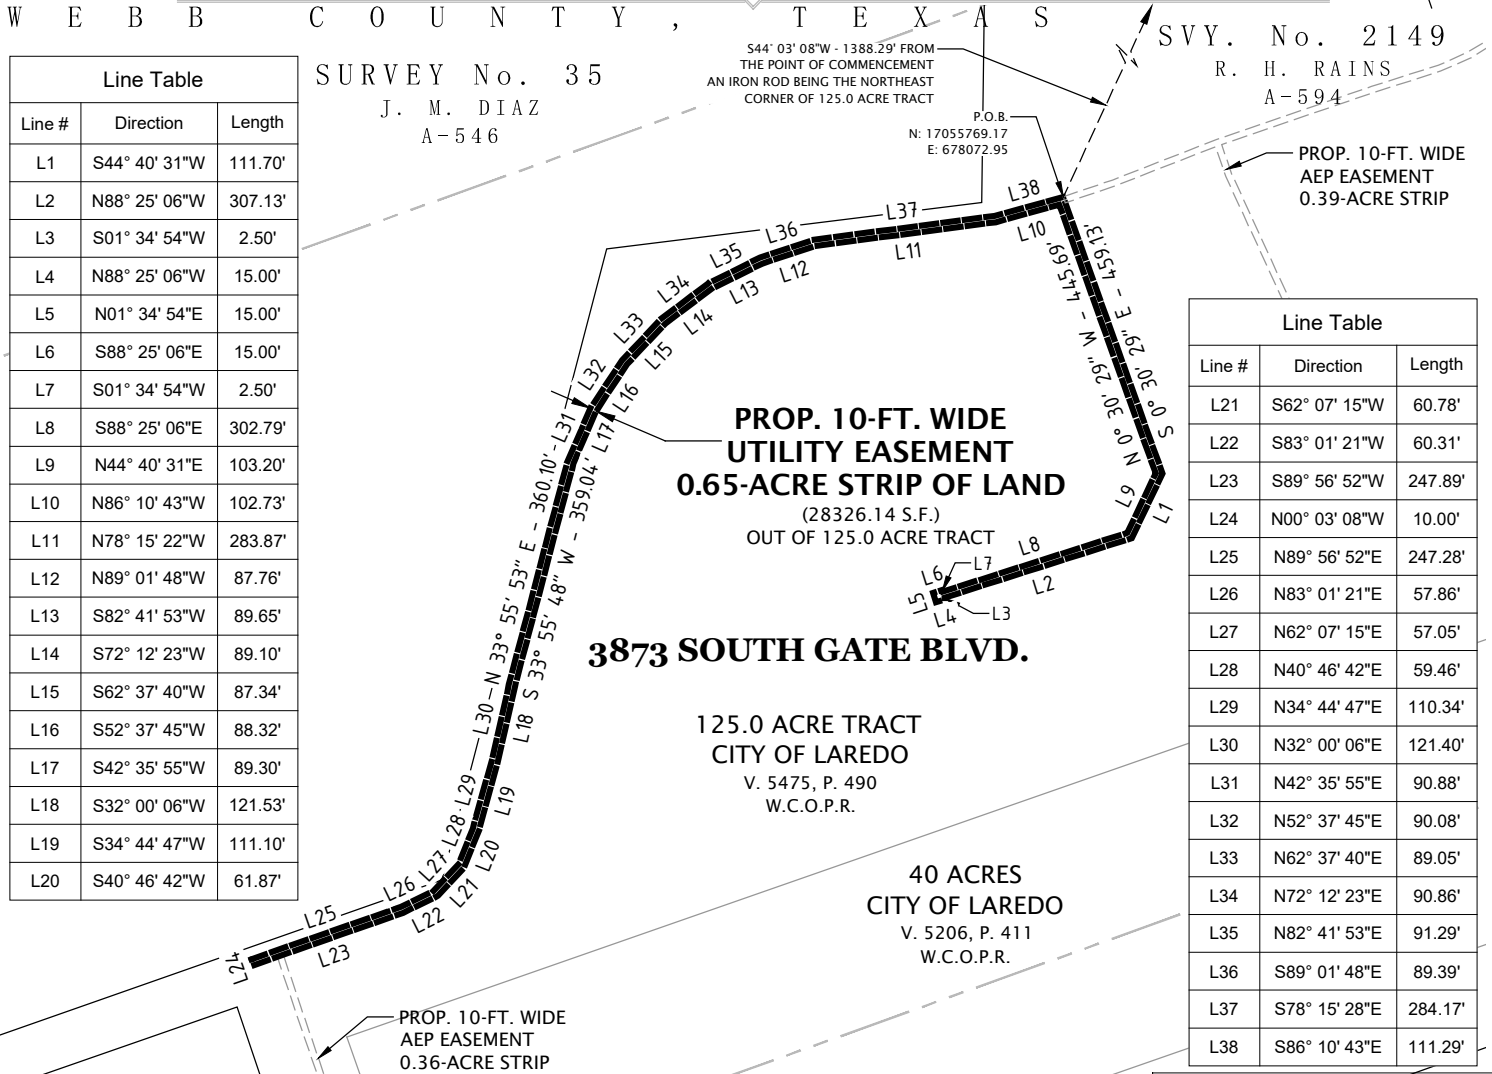 WEBB COUNTY, TEXAS
SURVEY No. 35
J. M. DIAZ
A-546
S44° 03' 08"W - 1388.29' FROM
THE POINT OF COMMENCEMENT
AN IRON ROD BEING THE NORTHEAST
CORNER OF 125.0 ACRE TRACT
P.O.B.
N: 17055769.17
E: 678072.95
N
SVY. No. 2149
R. H. RAINS
A-594
PROP. 10-FT. WIDE
AEP EASEMENT
0.39-ACRE STRIP
Line Table
Line # Direction Length
L1 S44° 40' 31"W 111.70'
L2 N88° 25' 06"W 307.13'
L3 S01° 34' 54"W 2.50'
L4 N88° 25' 06"W 15.00'
L5 N01° 34' 54"E 15.00'
L6 S88° 25' 06"E 15.00'
L7 S01° 34' 54"W 2.50'
L8 S88° 25' 06"E 302.79'
L9 N44° 40' 31"E 103.20'
L10 N86° 10' 43"W 102.73'
L11 N78° 15' 22"W 283.87'
L12 N89° 01' 48"W 87.76'
L13 S82° 41' 53"W 89.65'
L14 S72° 12' 23"W 89.10'
L15 S62° 37' 40"W 87.34'
L16 S52° 37' 45"W 88.32'
L17 S42° 35' 55"W 89.30'
L18 S32° 00' 06"W 121.53'
L19 S34° 44' 47"W 111.10'
L20 S40° 46' 42"W 61.87'
Line Table
Line # Direction Length
L21 S62° 07' 15"W 60.78'
L22 S83° 01' 21"W 60.31'
L23 S89° 56' 52"W 247.89'
L24 N00° 03' 08"W 10.00'
L25 N89° 56' 52"E 247.28'
L26 N83° 01' 21"E 57.86'
L27 N62° 07' 15"E 57.05'
L28 N40° 46' 42"E 59.46'
L29 N34° 44' 47"E 110.34'
L30 N32° 00' 06"E 121.40'
L31 N42° 35' 55"E 90.88'
L32 N52° 37' 45"E 90.08'
L33 N62° 37' 40"E 89.05'
L34 N72° 12' 23"E 90.86'
L35 N82° 41' 53"E 91.29'
L36 S89° 01' 48"E 89.39'
L37 S78° 15' 28"E 284.17'
L38 S86° 10' 43"E 111.29'
L38
L37
L36
L35
L34
L33
L32
L31
L10
L11
L12
L13
L14
L15
L16
L17
S 0° 30' 29" E - 459.13'
N 0° 30' 29" W - 445.69'
PROP. 10-FT. WIDE
UTILITY EASEMENT
0.65-ACRE STRIP OF LAND
(28326.14 S.F.)
OUT OF 125.0 ACRE TRACT
L9
L1
L8
L2
L7
L6
L5
L4
L3
N 33° 55' 53" E - 360.10'
S 33° 55' 48" W - 359.04'
3873 SOUTH GATE BLVD.
125.0 ACRE TRACT
CITY OF LAREDO
V. 5475, P. 490
W.C.O.P.R.
L30
L18
L29
L19
L28
L20
L27
L21
L26
L22
L25
L23
L24
40 ACRES
CITY OF LAREDO
V. 5206, P. 411
W.C.O.P.R.
PROP. 10-FT. WIDE
AEP EASEMENT
0.36-ACRE STRIP